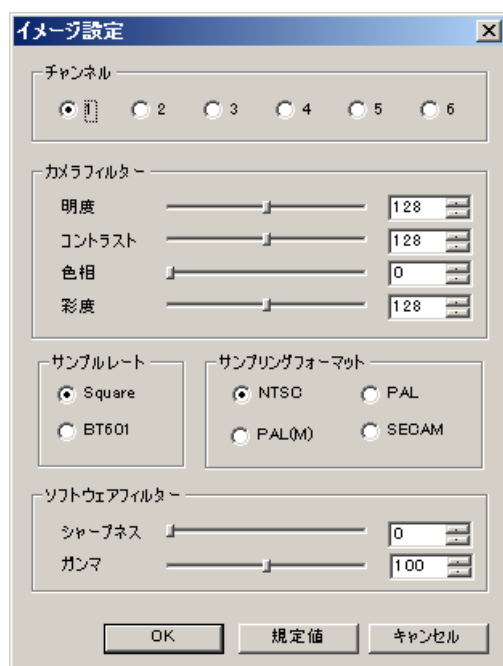 イメージ設定
チャンネル
1 2 3 4 5 6
カメラフィルター
明度 128
コントラスト 128
色相 0
彩度 128
サンプルレート
Square
BT601
サンプリングフォーマット
NTSC PAL
PAL(M) SECAM
ソフトウェアフィルター
シャープネス 0
ガンマ 100
OK 規定値 キャンセル